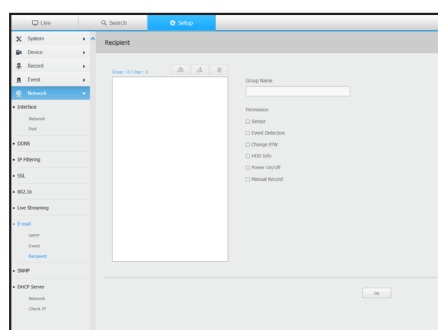 Live
Search
Setup
System
Device
Record
Event
Network
Interface
Network
Port
DDNS
IP Filtering
SSL
802.1x
Live Streaming
E-mail
SMTP
Event
Recipient
SNMP
DHCP Server
Network
Check IP
Recipient
Group : 0 / User : 0
Group Name
Permission
Sensor
Event Detection
Change P/W
HDD Info
Power On/Off
Manual Record
OK